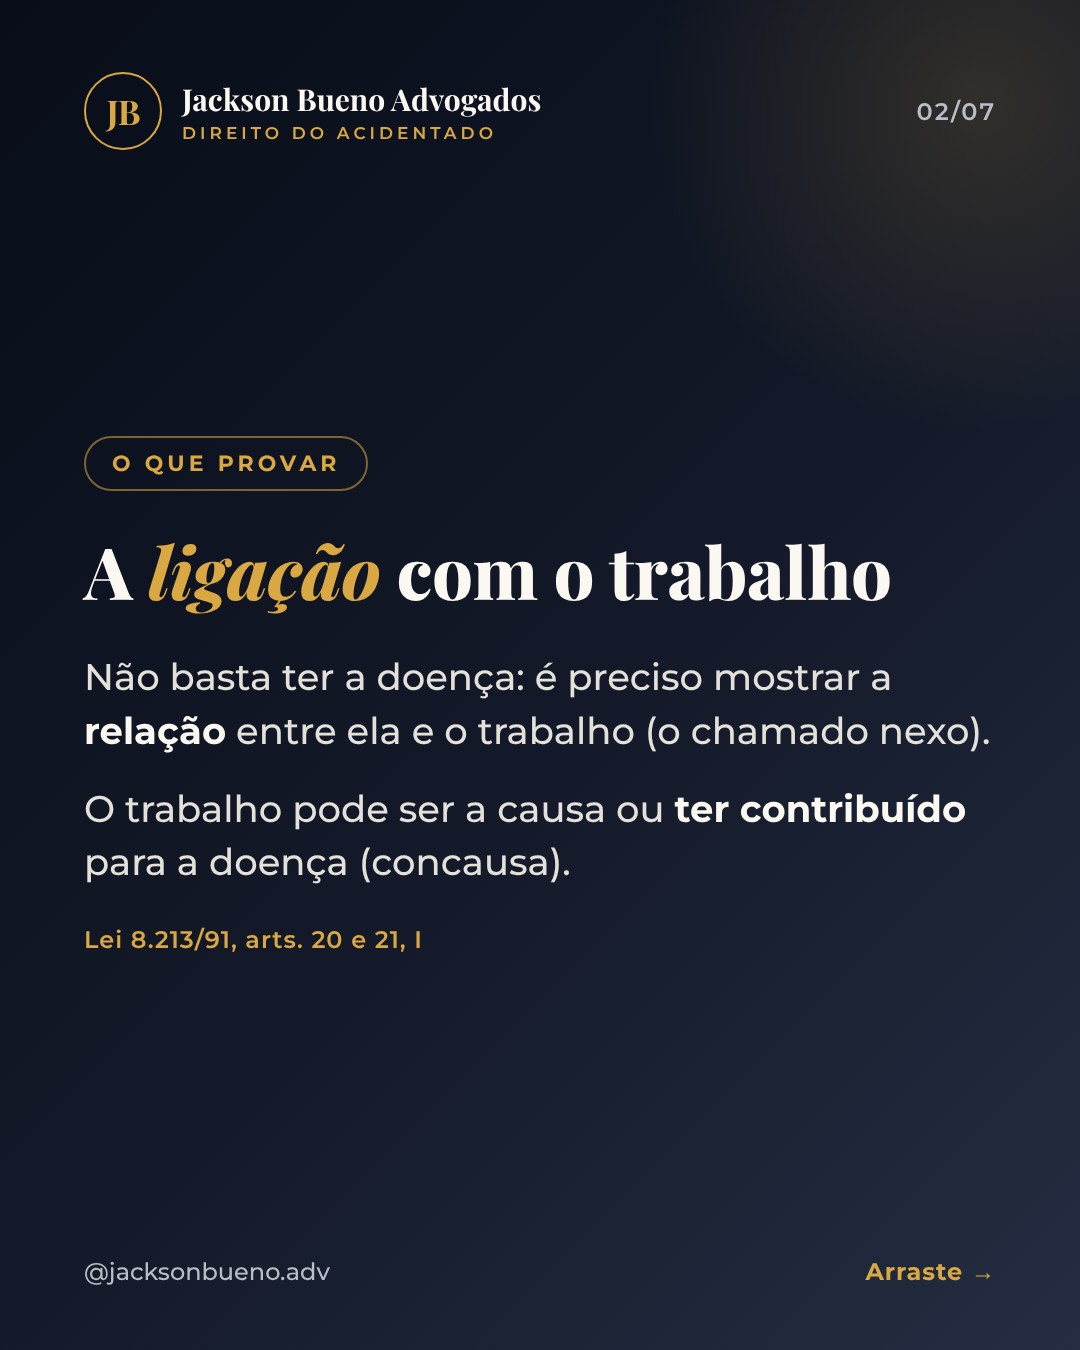 JB
Jackson Bueno Advogados
DIREITO DO ACIDENTADO
02/07
O QUE PROVAR
A ligação com o trabalho
Não basta ter a doença: é preciso mostrar a
relação entre ela e o trabalho (o chamado nexo).
O trabalho pode ser a causa ou ter contribuído
para a doença (concausa).
Lei 8.213/91, arts. 20 e 21, I
@jacksonbueno.adv
Arraste →